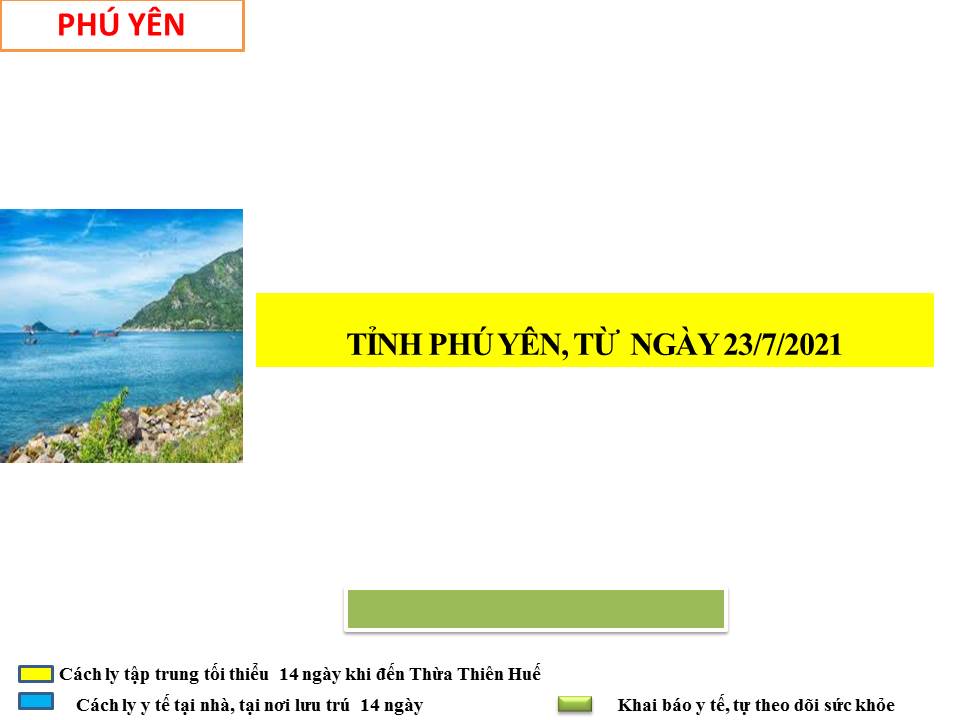 PHÚ YÊN
TỈNH PHÚ YÊN, TỪ NGÀY 23/7/2021
Cách ly tập trung tối thiểu 14 ngày khi đến Thừa Thiên Huế
Cách ly y tế tại nhà, tại nơi lưu trú 14 ngày
Khai báo y tế, tự theo dõi sức khỏe